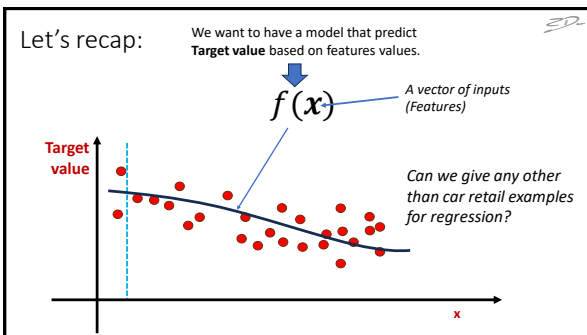 Let's recap:
We want to have a model that predict
Target value based on features values.
f(x)
A vector of inputs
(Features)
Target
value
Can we give any other
than car retail examples
for regression?
x